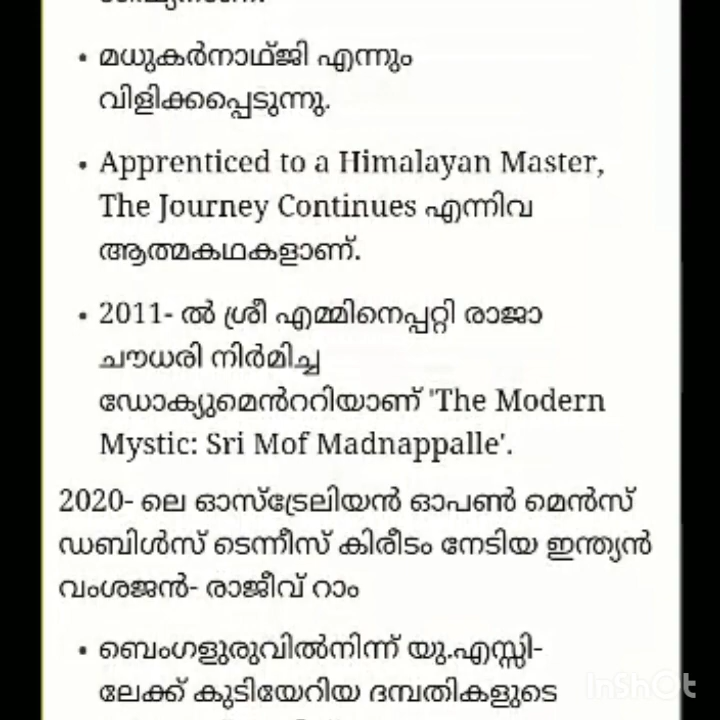 • മധുകർനാഥ്ജി എന്നും
വിളിക്കപ്പെടുന്നു.
• Apprenticed to a Himalayan Master,
The Journey Continues എന്നിവ
ആത്മകഥകളാണ്.
• 2011- ൽ ശ്രീ എമ്മിനെപ്പറ്റി രാജാ
ചൗധരി നിർമിച്ച
ഡോക്യുമെൻററിയാണ് 'The Modern
Mystic: Sri Mof Madnappalle'.
2020- ലെ ഓസ്ട്രേലിയൻ ഓപൺ മെൻസ്
ഡബിൾസ് ടെന്നീസ് കിരീടം നേടിയ ഇന്ത്യൻ
വംശജൻ- രാജീവ് റാം
• ബെംഗളുരുവിൽനിന്ന് യു.എസ്സി-
ലേക്ക് കുടിയേറിയ ദമ്പതികളുടെ
InShOt